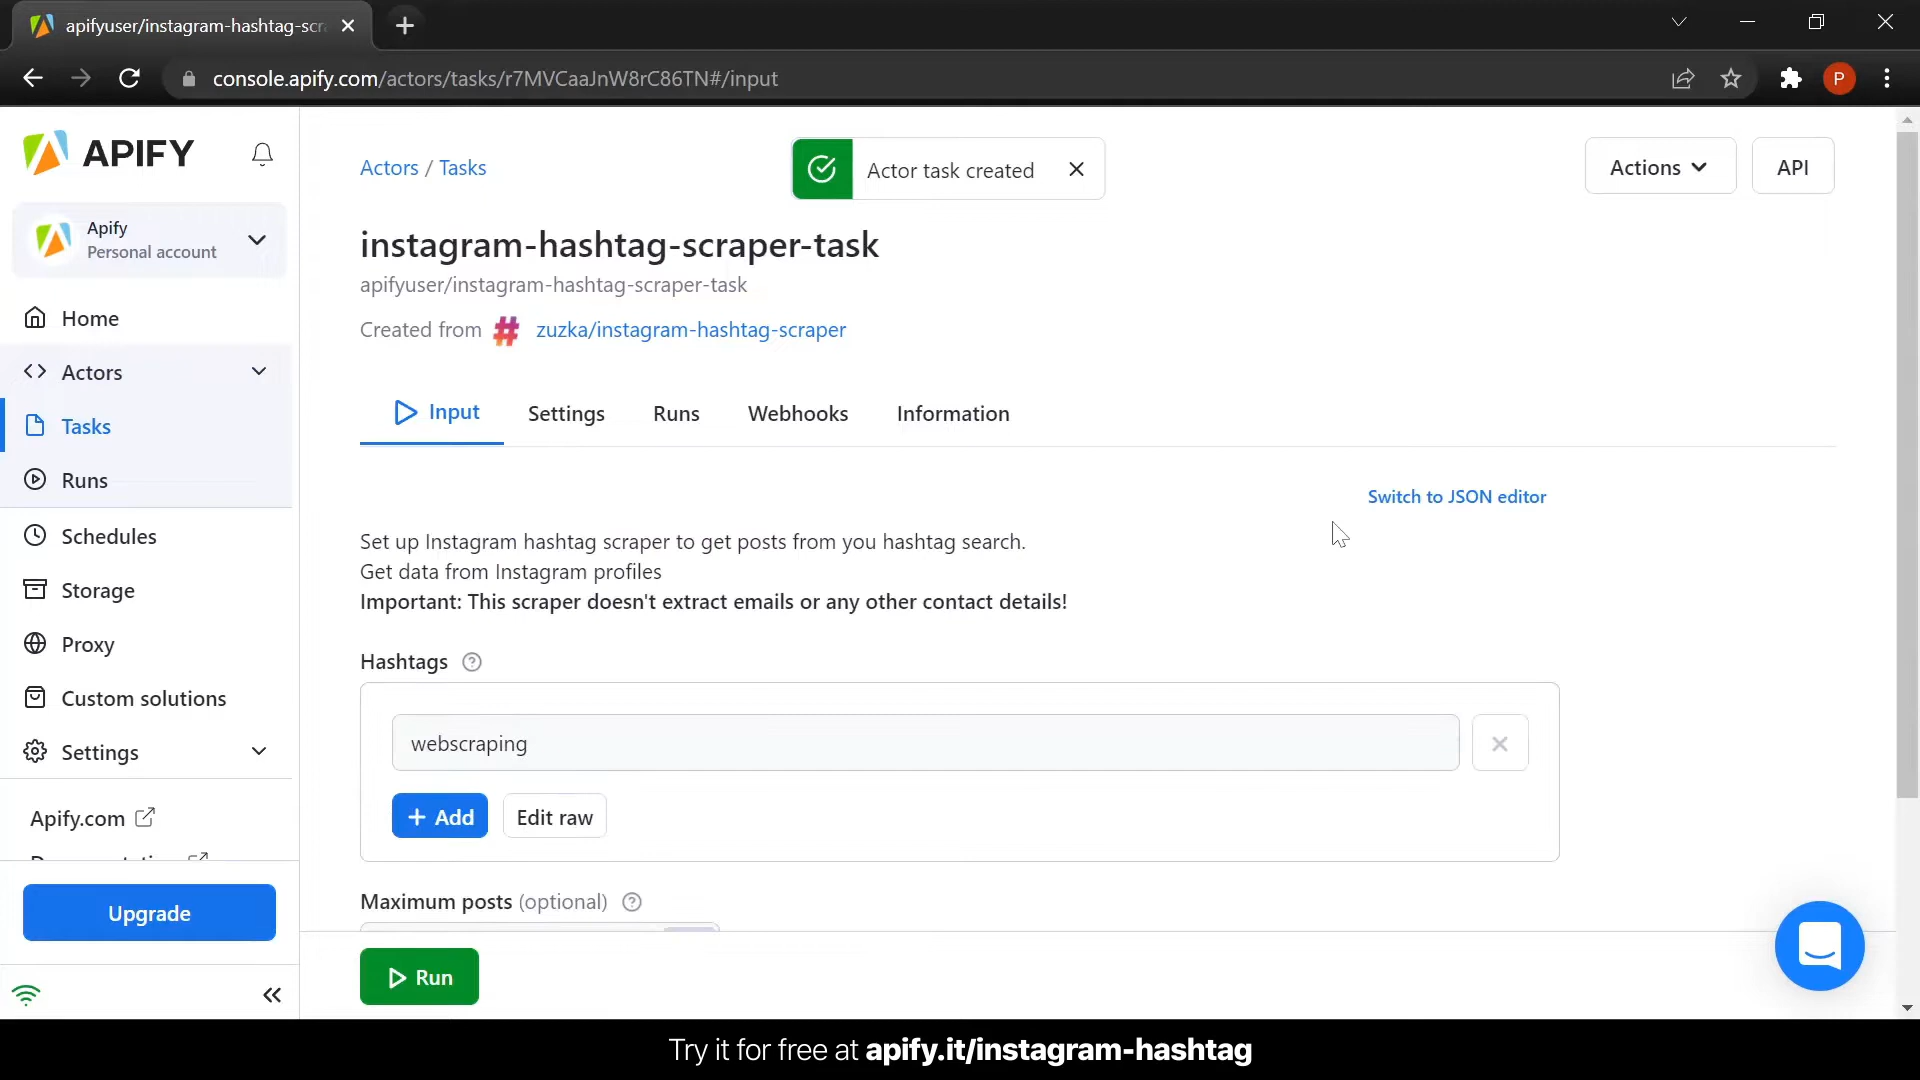 apifyuser/instagram-hashtag-scr
console.apify.com/actors/tasks/r7MVCaaJnW8rC86TN#/input
P
APIFY
Apify
Personal account
Home
Actors
Tasks
Runs
Schedules
Storage
Proxy
Custom solutions
Settings
Apify.com
Upgrade
Actors / Tasks
Actor task created
Actions
API
instagram-hashtag-scraper-task
apifyuser/instagram-hashtag-scraper-task
Created from # zuzka/instagram-hashtag-scraper
Input Settings Runs Webhooks Information
Switch to JSON editor
Set up Instagram hashtag scraper to get posts from you hashtag search.
Get data from Instagram profiles
Important: This scraper doesn't extract emails or any other contact details!
Hashtags ?
webscraping
+ Add
Edit raw
Maximum posts (optional) ?
Run
Try it for free at apify.it/instagram-hashtag